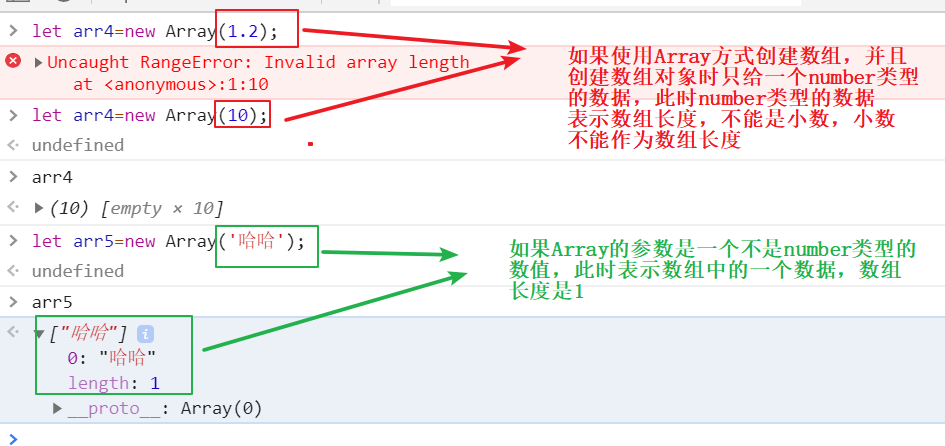 let arr4=new Array(1.2);
Uncaught RangeError: Invalid array length
at <anonymous>:1:10
let arr4=new Array(10);
undefined
arr4
(10) [empty × 10]
let arr5=new Array('哈哈');
undefined
arr5
["哈哈"] i
0: "哈哈"
length: 1
__proto__: Array(0)
如果使用Array方式创建数组，并且
创建数组对象时只给一个number类型
的数据，此时number类型的数据
表示数组长度，不能是小数，小数
不能作为数组长度
如果Array的参数是一个不是number类型的
数值，此时表示数组中的一个数据，数组
长度是1